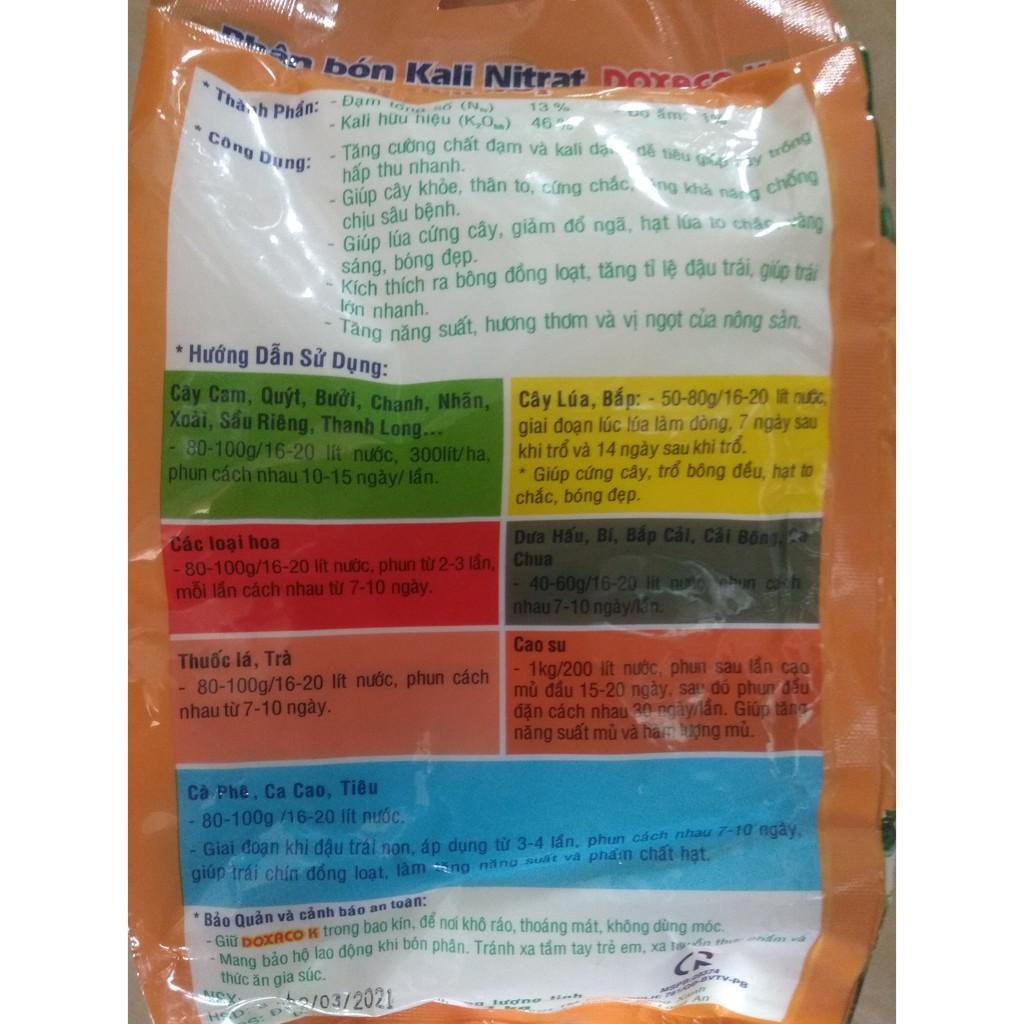 Phân bón Kali Nitrat DOXACO K
* Thành Phần: - Đạm tổng số (Nts) 13 % - Độ ẩm: 1%
- Kali hữu hiệu (K₂Ohh) 46 %
* Công Dụng: - Tăng cường chất đạm và kali dạng dễ tiêu giúp cây trồng
hấp thu nhanh.
- Giúp cây khỏe, thân to, cứng chắc, tăng khả năng chống
chịu sâu bệnh.
- Giúp lúa cứng cây, giảm đổ ngã, hạt lúa to chắc, vàng
sáng, bóng đẹp.
- Kích thích ra bông đồng loạt, tăng tỉ lệ đậu trái, giúp trái
lớn nhanh.
- Tăng năng suất, hương thơm và vị ngọt của nông sản.
* Hướng Dẫn Sử Dụng:
Cây Cam, Quýt, Bưởi, Chanh, Nhãn,
Xoài, Sầu Riêng, Thanh Long...
- 80-100g/16-20 lít nước, 300lít/ha,
phun cách nhau 10-15 ngày/ lần.
Cây Lúa, Bắp: - 50-80g/16-20 lít nước,
giai đoạn lúc lúa làm đòng, 7 ngày sau
khi trổ và 14 ngày sau khi trổ.
* Giúp cứng cây, trổ bông đều, hạt to
chắc, bóng đẹp.
Các loại hoa
- 80-100g/16-20 lít nước, phun từ 2-3 lần,
mỗi lần cách nhau từ 7-10 ngày.
Dưa Hấu, Bí, Bắp Cải, Cải Bông, Cà
Chua
- 40-60g/16-20 lít nước, phun cách
nhau 7-10 ngày/lần.
Thuốc lá, Trà
- 80-100g/16-20 lít nước, phun cách
nhau từ 7-10 ngày.
Cao su
- 1kg/200 lít nước, phun sau lần cạo
mủ đầu 15-20 ngày, sau đó phun đều
đặn cách nhau 30 ngày/lần. Giúp tăng
năng suất mủ và hàm lượng mủ.
Cà Phê, Ca Cao, Tiêu
- 80-100g /16-20 lít nước.
- Giai đoạn khi đậu trái non, áp dụng từ 3-4 lần, phun cách nhau 7-10 ngày,
giúp trái chín đồng loạt, làm tăng năng suất và phẩm chất hạt.
* Bảo Quản và cảnh báo an toàn:
- Giữ DOXACO K trong bao kín, để nơi khô ráo, thoáng mát, không dùng móc.
- Mang bảo hộ lao động khi bón phân. Tránh xa tầm tay trẻ em, xa nguồn thực phẩm và
thức ăn gia súc.
CR
NSX: /03/2021
HSD:
lượng tịnh